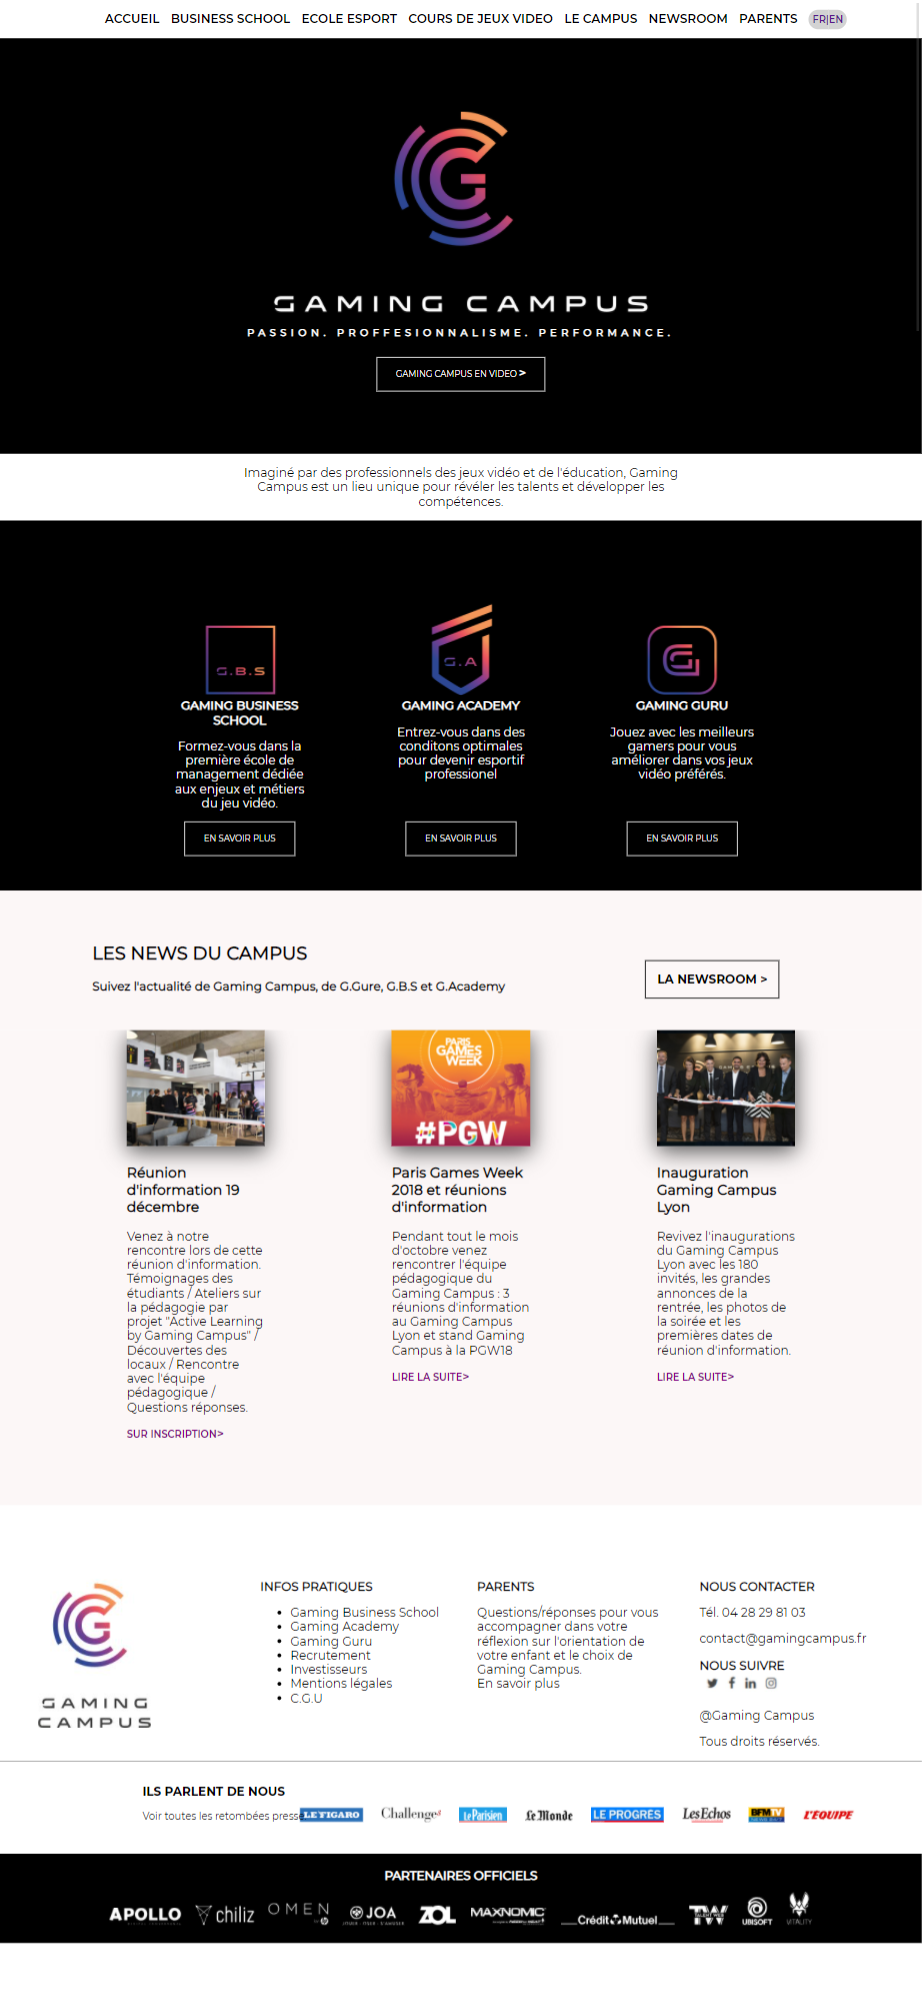 ACCUEIL BUSINESS SCHOOL ECOLE ESPORT COURS DE JEUX VIDEO LE CAMPUS NEWSROOM PARENTS FR|EN
GAMING CAMPUS
PASSION. PROFFESIONNALISME. PERFORMANCE.
GAMING CAMPUS EN VIDEO >
Imaginé par des professionnels des jeux vidéo et de l'éducation, Gaming
Campus est un lieu unique pour révéler les talents et développer les
compétences.
G.B.S
GAMING BUSINESS
SCHOOL
Formez-vous dans la
première école de
management dédiée
aux enjeux et métiers
du jeu vidéo.
EN SAVOIR PLUS
G.A
GAMING ACADEMY
Entrez-vous dans des
conditons optimales
pour devenir esportif
professionel
EN SAVOIR PLUS
G
GAMING GURU
Jouez avec les meilleurs
gamers pour vous
améliorer dans vos jeux
vidéo préférés.
EN SAVOIR PLUS
LES NEWS DU CAMPUS
Suivez l'actualité de Gaming Campus, de G.Gure, G.B.S et G.Academy
LA NEWSROOM >
Réunion
d'information 19
décembre
Venez à notre
rencontre lors de cette
réunion d'information.
Témoignages des
étudiants / Ateliers sur
la pédagogie par
projet "Active Learning
by Gaming Campus" /
Découvertes des
locaux / Rencontre
avec l'équipe
pédagogique /
Questions réponses.
SUR INSCRIPTION>
PARIS
GAMES
WEEK
#PGW
Paris Games Week
2018 et réunions
d'information
Pendant tout le mois
d'octobre venez
rencontrer l'équipe
pédagogique du
Gaming Campus : 3
réunions d'information
au Gaming Campus
Lyon et stand Gaming
Campus à la PGW18
LIRE LA SUITE>
Inauguration
Gaming Campus
Lyon
Revivez l'inaugurations
du Gaming Campus
Lyon avec les 180
invités, les grandes
annonces de la
rentrée, les photos de
la soirée et les
premières dates de
réunion d'information.
LIRE LA SUITE>
GAMING
CAMPUS
INFOS PRATIQUES
Gaming Business School
Gaming Academy
Gaming Guru
Recrutement
Investisseurs
Mentions légales
C.G.U
PARENTS
Questions/réponses pour vous
accompagner dans votre
réflexion sur l'orientation de
votre enfant et le choix de
Gaming Campus.
En savoir plus
NOUS CONTACTER
Tél. 04 28 29 81 03
contact@gamingcampus.fr
NOUS SUIVRE
@Gaming Campus
Tous droits réservés.
ILS PARLENT DE NOUS
Voir toutes les retombées presse LE FIGARO Challenges Le Parisien Le Monde LE PROGRÈS Les Echos BFM TV L'ÉQUIPE
PARTENAIRES OFFICIELS
APOLLO chiliz OMEN JOA ZOL MAXNOMIC Crédit Mutuel TW UBISOFT VITALITY